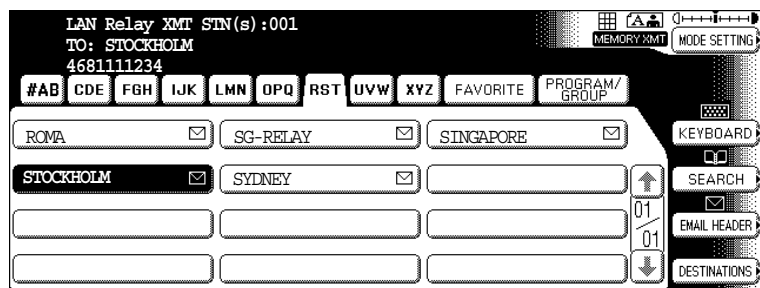 LAN Relay XMT STN(s):001
TO: STOCKHOLM
4681111234
MEMORY XMT
MODE SETTING
#AB CDE FGH IJK LMN OPQ RST UVW XYZ FAVORITE PROGRAM/GROUP
ROMA SG-RELAY SINGAPORE
STOCKHOLM SYDNEY
01/01
KEYBOARD
SEARCH
EMAIL HEADER
DESTINATIONS